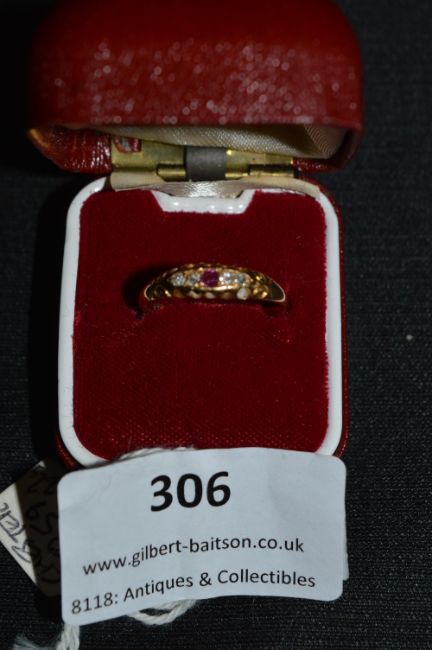 306
www.gilbert-baitson.co.uk
8118: Antiques & Collectibles